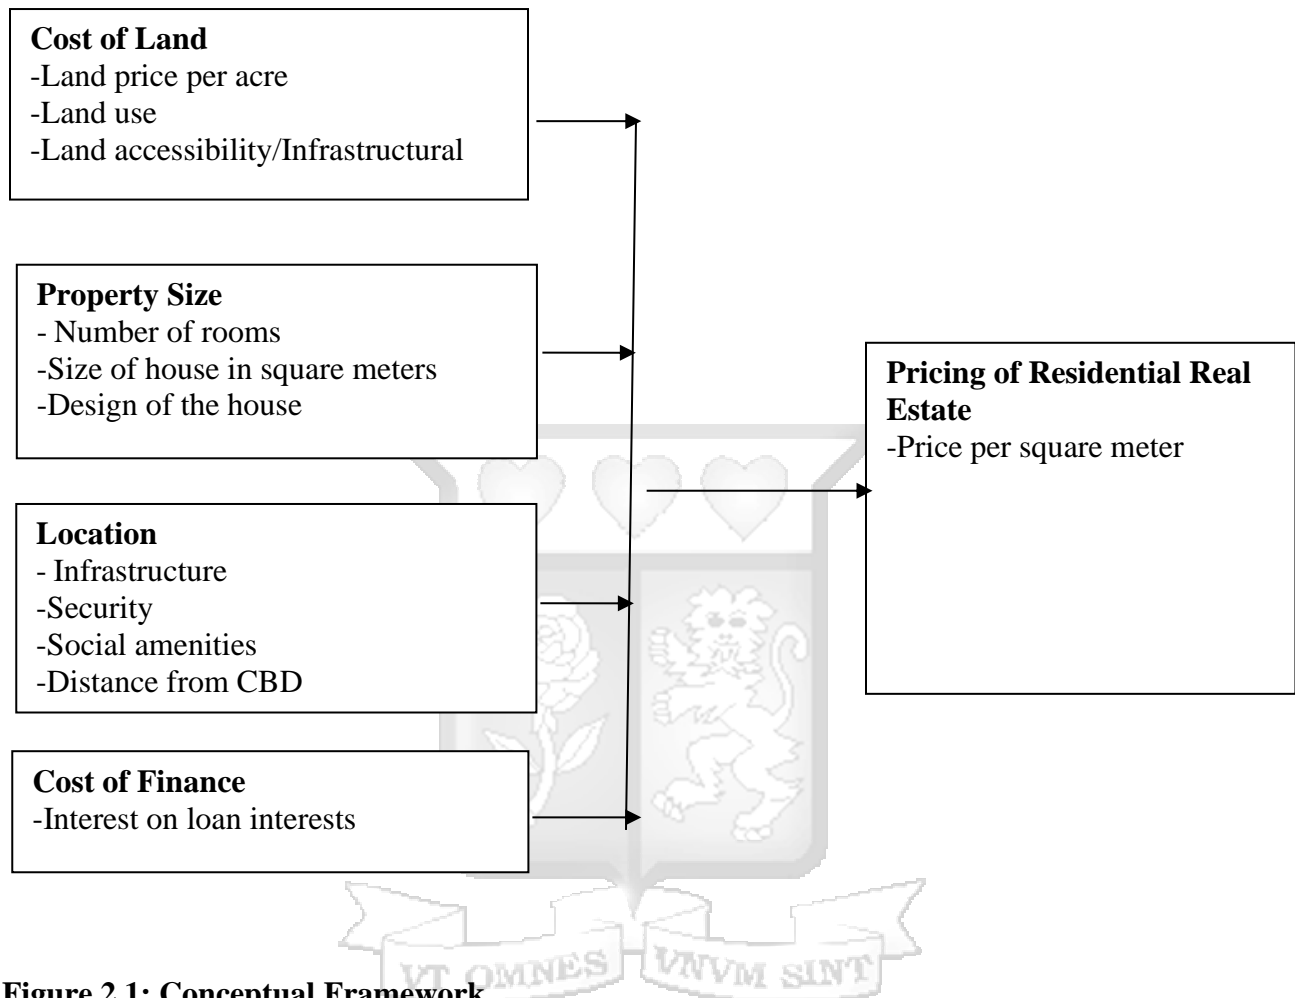 Cost of Land
-Land price per acre
-Land use
-Land accessibility/Infrastructural
Property Size
- Number of rooms
-Size of house in square meters
-Design of the house
Pricing of Residential Real
Estate
-Price per square meter
Location
- Infrastructure
-Security
-Social amenities
-Distance from CBD
Cost of Finance
-Interest on loan interests
VT OMNES VNVM SINT
Figure 2.1: Conceptual Framework